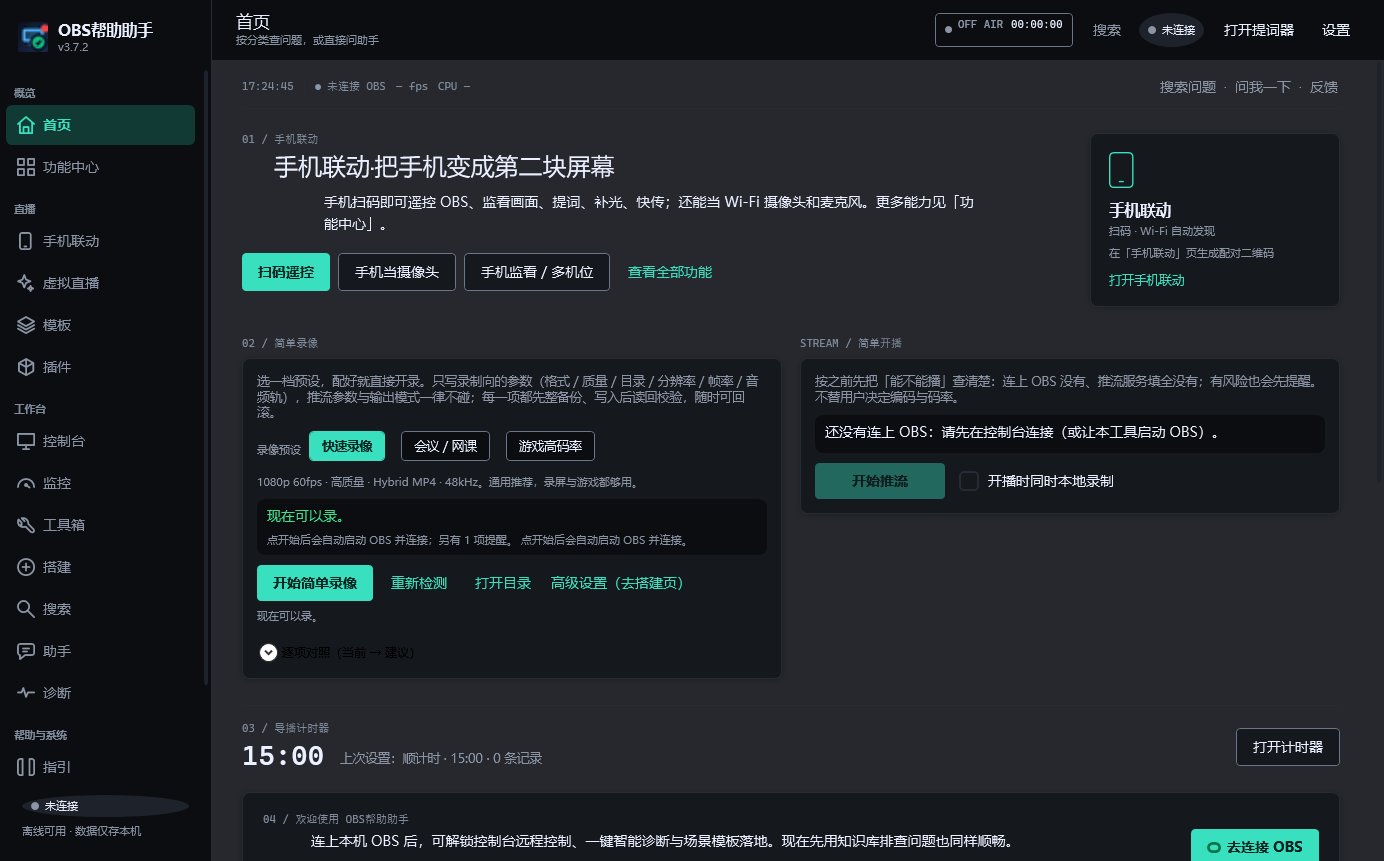 OBS帮助助手
v3.7.2
概览
首页
功能中心
直播
手机联动
虚拟直播
模板
插件
工作台
控制台
监控
工具箱
搭建
搜索
助手
诊断
帮助与系统
指引
未连接
离线可用 · 数据仅存本机
首页
按分类查问题，或直接问助手
OFF AIR 00:00:00
搜索
未连接
打开提词器
设置
17:24:45
未连接 OBS — fps CPU —
搜索问题 · 问我一下 · 反馈
01 / 手机联动
手机联动·把手机变成第二块屏幕
手机扫码即可遥控 OBS、监看画面、提词、补光、快传；还能当 Wi-Fi 摄像头和麦克风。更多能力见「功
能中心」。
扫码遥控
手机当摄像头
手机监看 / 多机位
查看全部功能
手机联动
扫码 · Wi-Fi 自动发现
在「手机联动」页生成配对二维码
打开手机联动
02 / 简单录像
选一档预设，配好就直接开录。只写录制向的参数（格式 / 质量 / 目录 / 分辨率 / 帧率 / 音
频轨），推流参数与输出模式一律不碰；每一项都先整备份、写入后读回校验，随时可回
滚。
录像预设
快速录像
会议 / 网课
游戏高码率
1080p 60fps · 高质量 · Hybrid MP4 · 48kHz。通用推荐，录屏与游戏都够用。
现在可以录。
点开始后会自动启动 OBS 并连接；另有 1 项提醒。 点开始后会自动启动 OBS 并连接。
开始简单录像
重新检测
打开目录
高级设置（去搭建页）
现在可以录。
逐项对照（当前 → 建议）
STREAM / 简单开播
按之前先把「能不能播」查清楚：连上 OBS 没有、推流服务填全没有；有风险也会先提醒。
不替用户决定编码与码率。
还没有连上 OBS：请先在控制台连接（或让本工具启动 OBS）。
开始推流
开播时同时本地录制
03 / 导播计时器
15:00
上次设置：顺计时 · 15:00 · 0 条记录
打开计时器
04 / 欢迎使用 OBS帮助助手
连上本机 OBS 后，可解锁控制台远程控制、一键智能诊断与场景模板落地。现在先用知识库排查问题也同样顺畅。
去连接 OBS